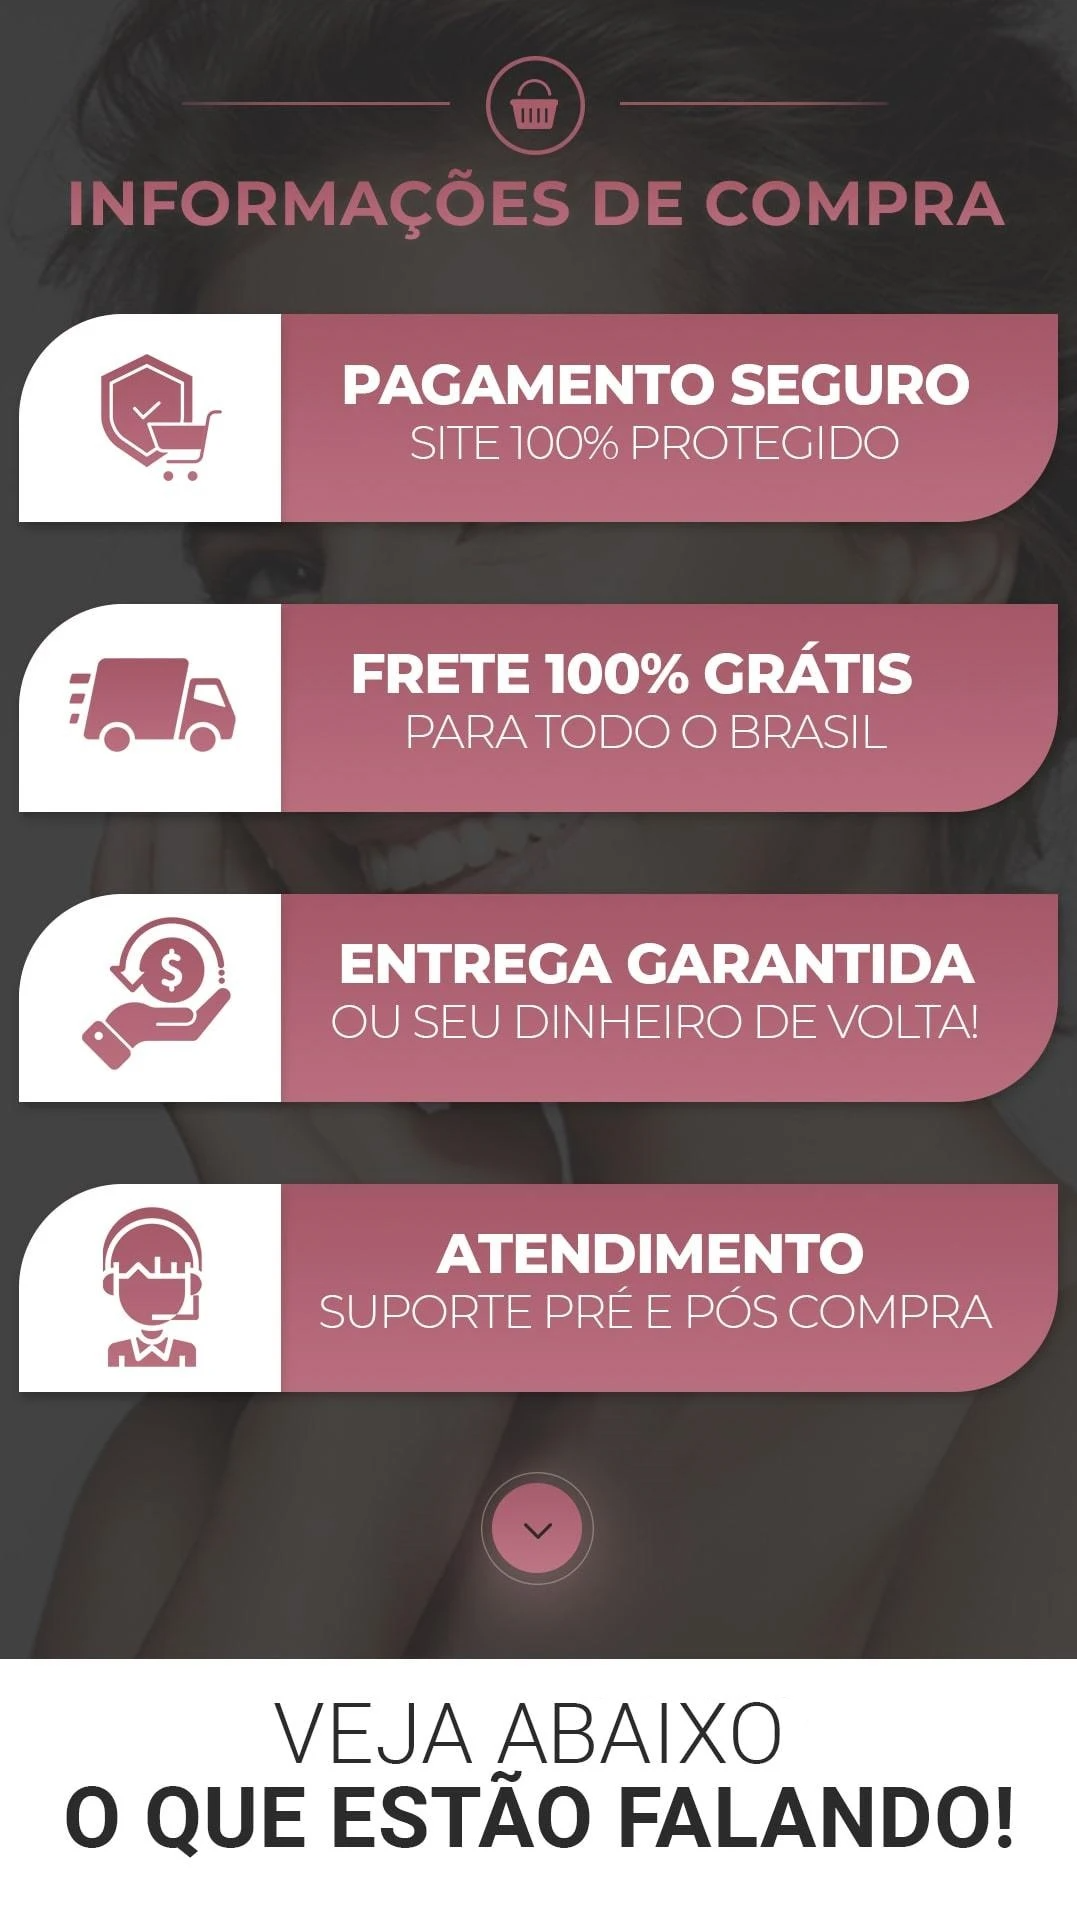 INFORMAÇÕES DE COMPRA
PAGAMENTO SEGURO
SITE 100% PROTEGIDO
FRETE 100% GRÁTIS
PARA TODO O BRASIL
$
ENTREGA GARANTIDA
OU SEU DINHEIRO DE VOLTA!
ATENDIMENTO
SUPORTE PRÉ E PÓS COMPRA
VEJA ABAIXO
O QUE ESTÃO FALANDO!